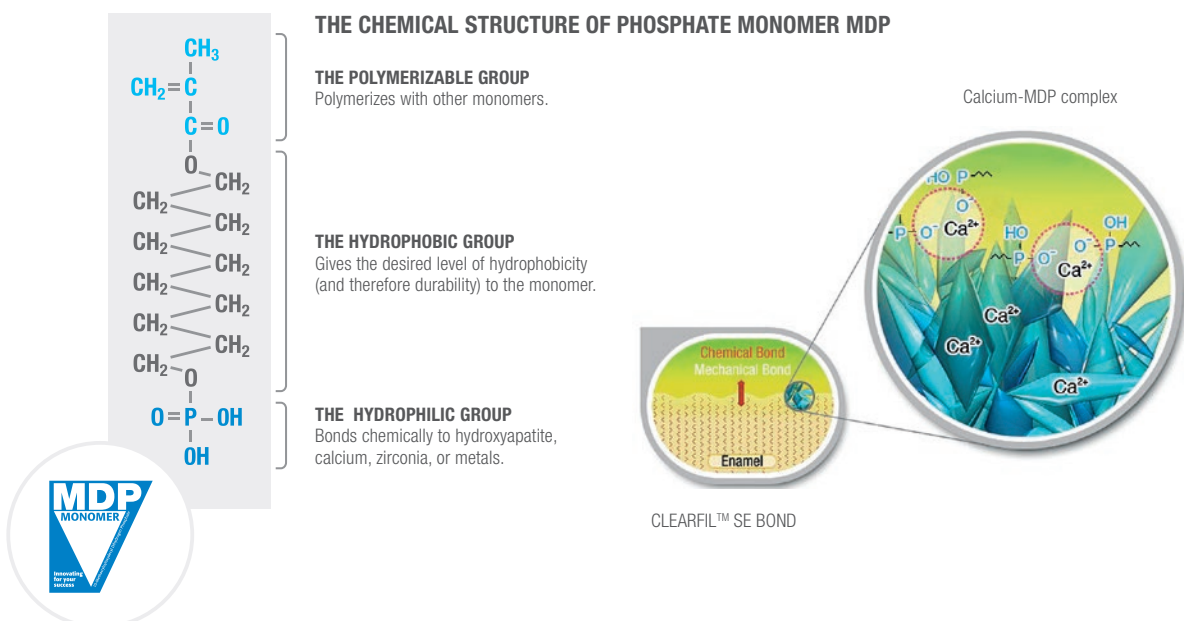 THE CHEMICAL STRUCTURE OF PHOSPHATE MONOMER MDP
CH₃
CH₂=C
C=O
O
CH₂
CH₂
CH₂
CH₂
CH₂
CH₂
CH₂
CH₂
CH₂
CH₂
O
O=P–OH
OH
THE POLYMERIZABLE GROUP
Polymerizes with other monomers.
THE HYDROPHOBIC GROUP
Gives the desired level of hydrophobicity
(and therefore durability) to the monomer.
THE HYDROPHILIC GROUP
Bonds chemically to hydroxyapatite,
calcium, zirconia, or metals.
MDP
MONOMER
Innovating
for your
success
Calcium-MDP complex
HO P
O⁻
P O⁻ Ca²⁺
HO
P O⁻
OH
O⁻ P
Ca²⁺
Ca²⁺
Ca²⁺
Ca²⁺
Chemical Bond
Mechanical Bond
Enamel
CLEARFIL™ SE BOND